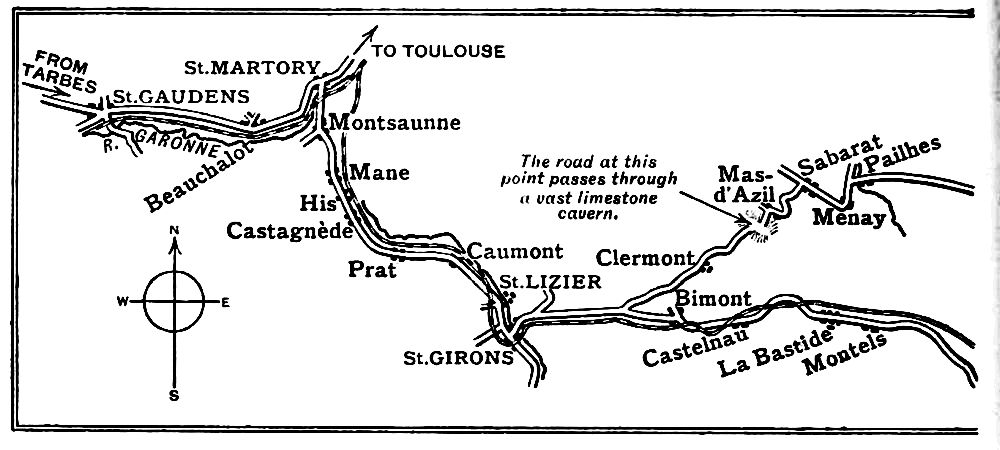 FROM
TARBES
St.GAUDENS
R. GARONNE
Beauchalot
St.MARTORY
TO TOULOUSE
Montsaunne
Mane
His
Castagnède
Prat
Caumont
St.LIZIER
St.GIRONS
The road at this
point passes through
a vast limestone
cavern.
Mas-
d'Azil
Sabarat
Pailhes
Menay
Clermont
Bimont
Castelnau
La Bastide
Montels
N
W
E
S